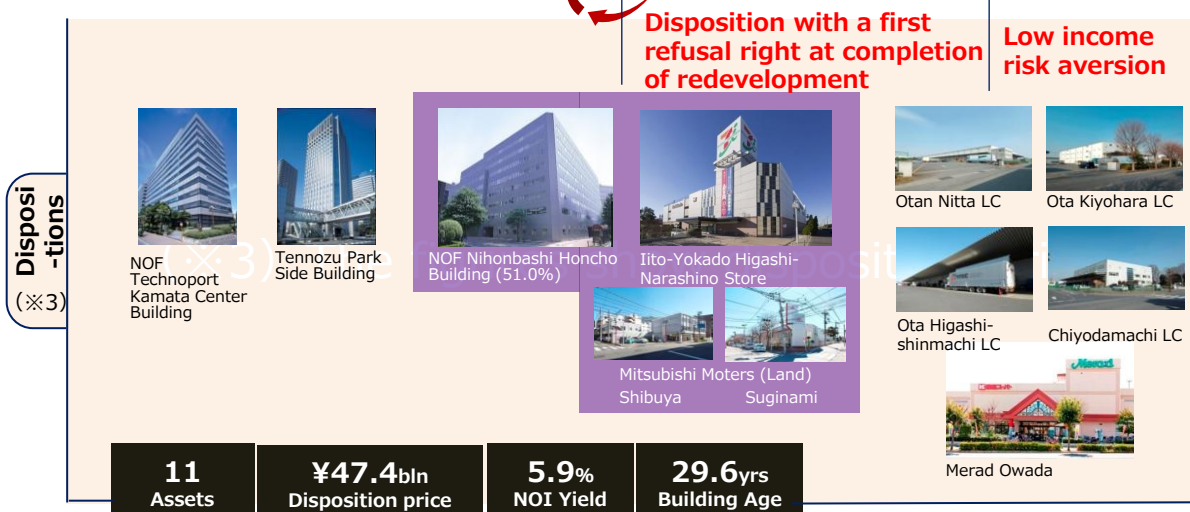 Disposition with a first
refusal right at completion
of redevelopment
Low income
risk aversion
Disposi
-tions
(※3)
NOF
Technoport
Kamata Center
Building
Tennozu Park
Side Building
NOF Nihonbashi Honcho
Building (51.0%)
Iito-Yokado Higashi-
Narashino Store
Mitsubishi Moters (Land)
Shibuya
Suginami
Otan Nitta LC
Ota Kiyohara LC
Ota Higashi-
shinmachi LC
Chiyodamachi LC
Merad Owada
11
Assets
¥47.4bln
Disposition price
5.9%
NOI Yield
29.6yrs
Building Age